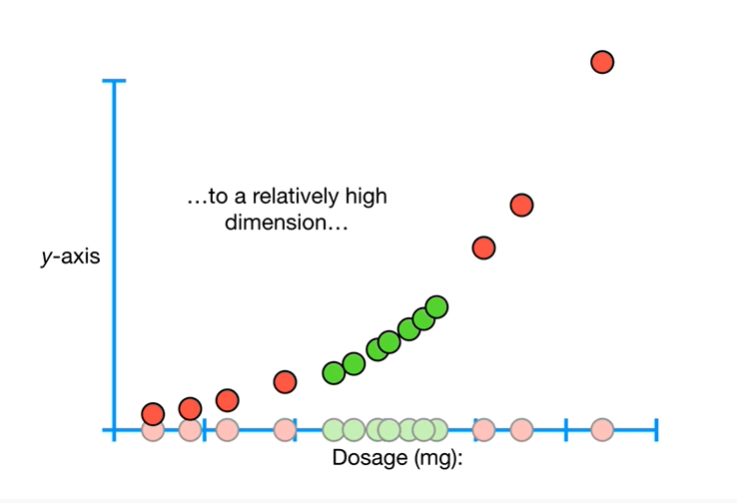 …to a relatively high
dimension…
y-axis
Dosage (mg):